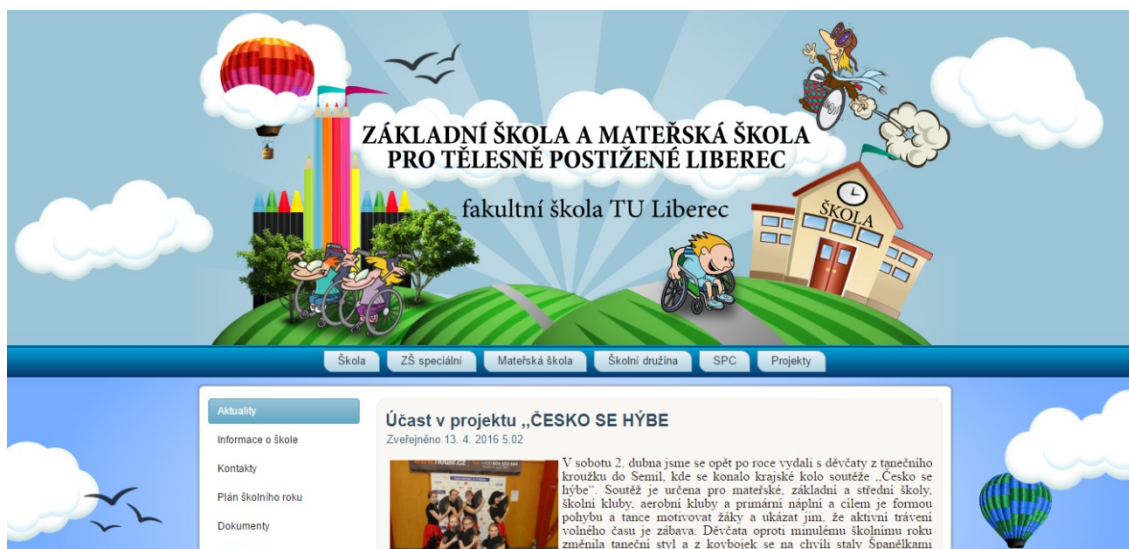 ZÁKLADNÍ ŠKOLA A MATEŘSKÁ ŠKOLA
PRO TĚLESNĚ POSTIŽENÉ LIBEREC
fakultní škola TU Liberec
ŠKOLA
Škola
ZŠ speciální
Mateřská škola
Školní družina
SPC
Projekty
Aktuality
Informace o škole
Kontakty
Plán školního roku
Dokumenty
Účast v projektu ,,ČESKO SE HÝBE
Zveřejněno 13. 4. 2016 5:02
V sobotu 2. dubna jsme se opět po roce vydali s děvčaty z tanečního
kroužku do Semil, kde se konalo krajské kolo soutěže ,,Česko se
hýbe". Soutěž je určena pro mateřské, základní a střední školy,
školní kluby, aerobní kluby a primární náplní a cílem je formou
pohybu a tance motivovat žáky a ukázat jim, že aktivní trávení
volného času je zábava. Děvčata oproti minulému školnímu roku
změnila taneční styl a z kovbojek se na chvíli staly Španělkami